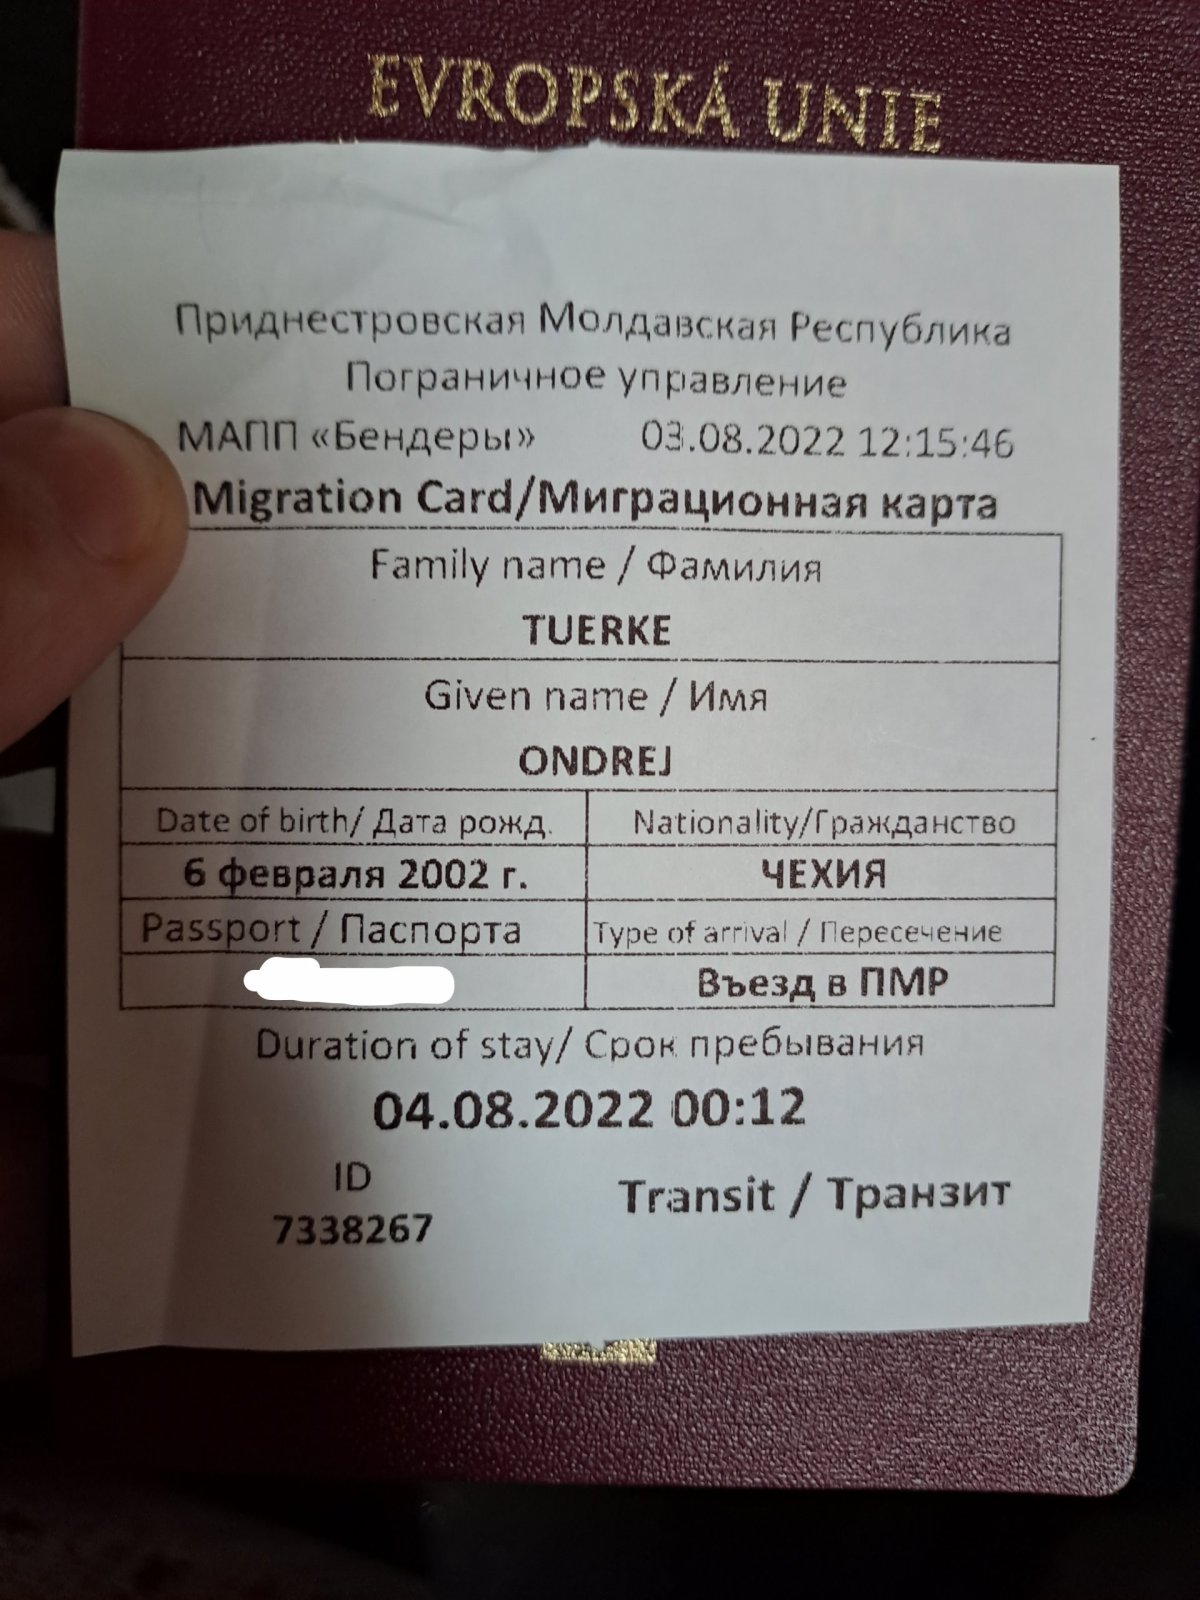 EVROPSKÁ UNIE
Приднестровская Молдавская Республика
Пограничное управление
МАПП «Бендеры» 03.08.2022 12:15:46
Migration Card/Миграционная карта
Family name / Фамилия
TUERKE
Given name / Имя
ONDREJ
Date of birth/ Дата рожд. Nationality/Гражданство
6 февраля 2002 г. ЧЕХИЯ
Passport / Паспорта Type of arrival / Пересечение
Въезд в ПМР
Duration of stay/ Срок пребывания
04.08.2022 00:12
ID
7338267
Transit / Транзит